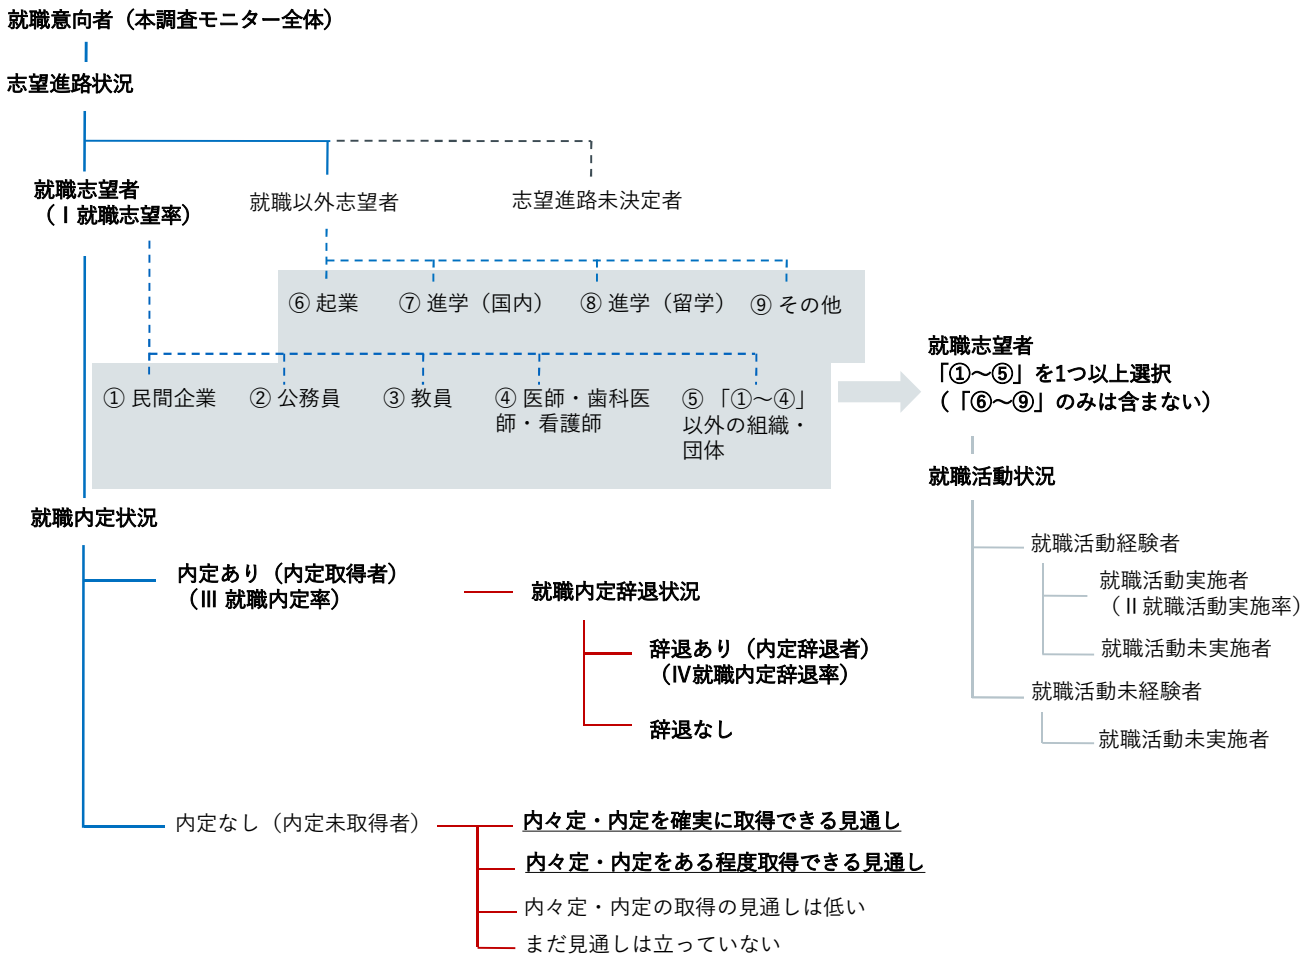 就職意向者（本調査モニター全体）
志望進路状況
就職志望者
（Ⅰ就職志望率）
就職以外志望者
志望進路未決定者
⑥ 起業
⑦ 進学（国内）
⑧ 進学（留学）
⑨ その他
① 民間企業
② 公務員
③ 教員
④ 医師・歯科医
師・看護師
⑤ 「①〜④」
以外の組織・
団体
就職志望者
「①〜⑤」を1つ以上選択
（「⑥〜⑨」のみは含まない）
就職活動状況
就職活動経験者
就職活動実施者
（Ⅱ就職活動実施率）
就職活動未実施者
就職活動未経験者
就職活動未実施者
就職内定状況
内定あり（内定取得者）
（Ⅲ 就職内定率）
就職内定辞退状況
辞退あり（内定辞退者）
（Ⅳ就職内定辞退率）
辞退なし
内定なし（内定未取得者）
内々定・内定を確実に取得できる見通し
内々定・内定をある程度取得できる見通し
内々定・内定の取得の見通しは低い
まだ見通しは立っていない